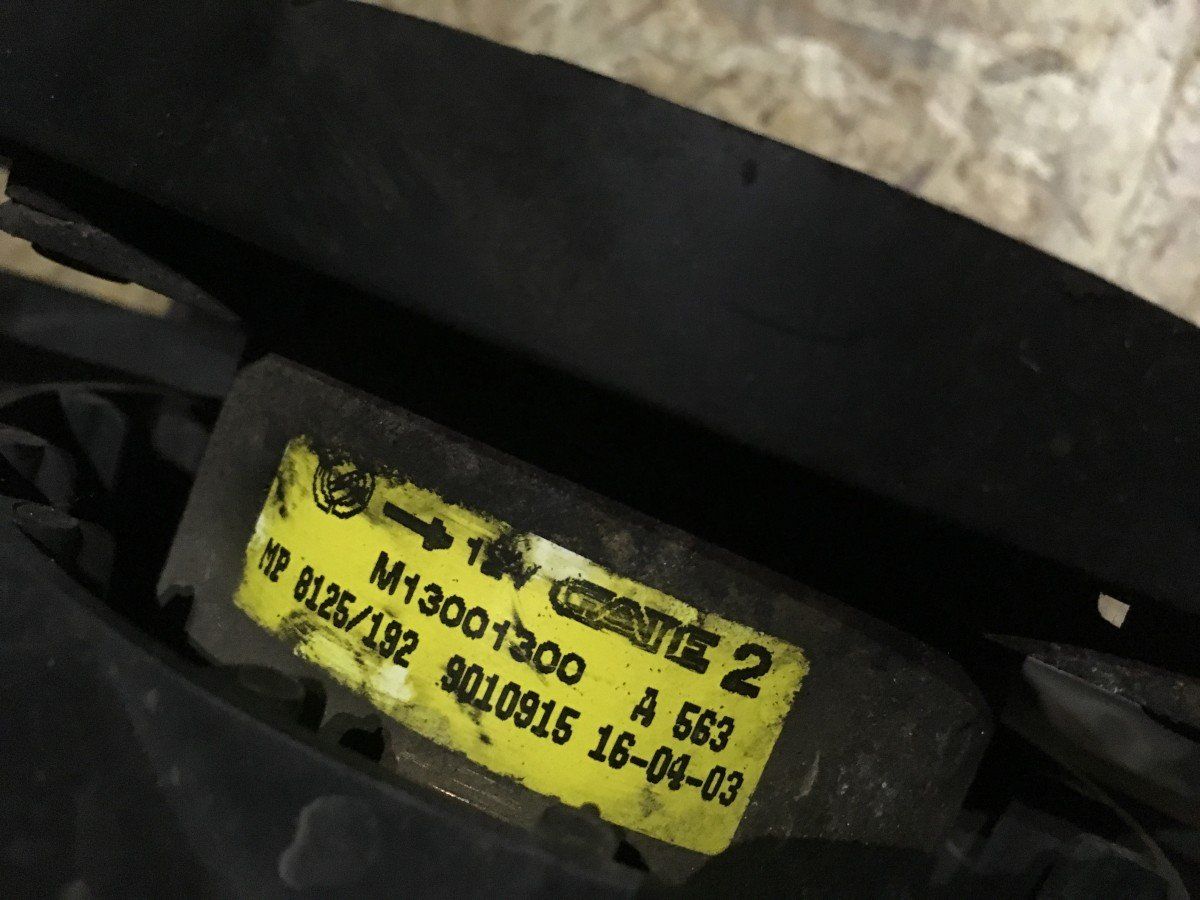 12V GATE 2
M13001300 A 563
MP 8125/192 9010915 16-04-03